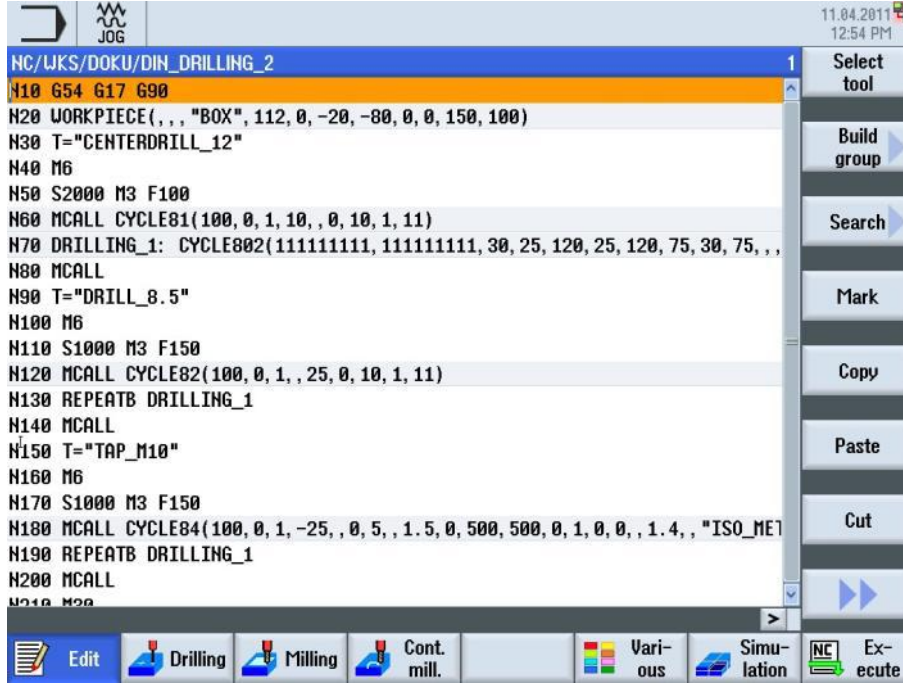 JOG
11.04.2011
12:54 PM
NC/WKS/DOKU/DIN_DRILLING_2 1
N10 G54 G17 G90
N20 WORKPIECE(,,,"BOX",112,0,-20,-80,0,0,150,100)
N30 T="CENTERDRILL_12"
N40 M6
N50 S2000 M3 F100
N60 MCALL CYCLE81(100,0,1,10,,0,10,1,11)
N70 DRILLING_1: CYCLE802(111111111,111111111,30,25,120,25,120,75,30,75,,,
N80 MCALL
N90 T="DRILL_8.5"
N100 M6
N110 S1000 M3 F150
N120 MCALL CYCLE82(100,0,1,,25,0,10,1,11)
N130 REPEATB DRILLING_1
N140 MCALL
N150 T="TAP_M10"
N160 M6
N170 S1000 M3 F150
N180 MCALL CYCLE84(100,0,1,-25,,0,5,,1.5,0,500,500,0,1,0,0,,1.4,,"ISO_MET
N190 REPEATB DRILLING_1
N200 MCALL
N210 M30
Select
tool
Build
group
Search
Mark
Copy
Paste
Cut
Edit
Drilling
Milling
Cont.
mill.
Vari-
ous
Simu-
lation
NC
Ex-
ecute